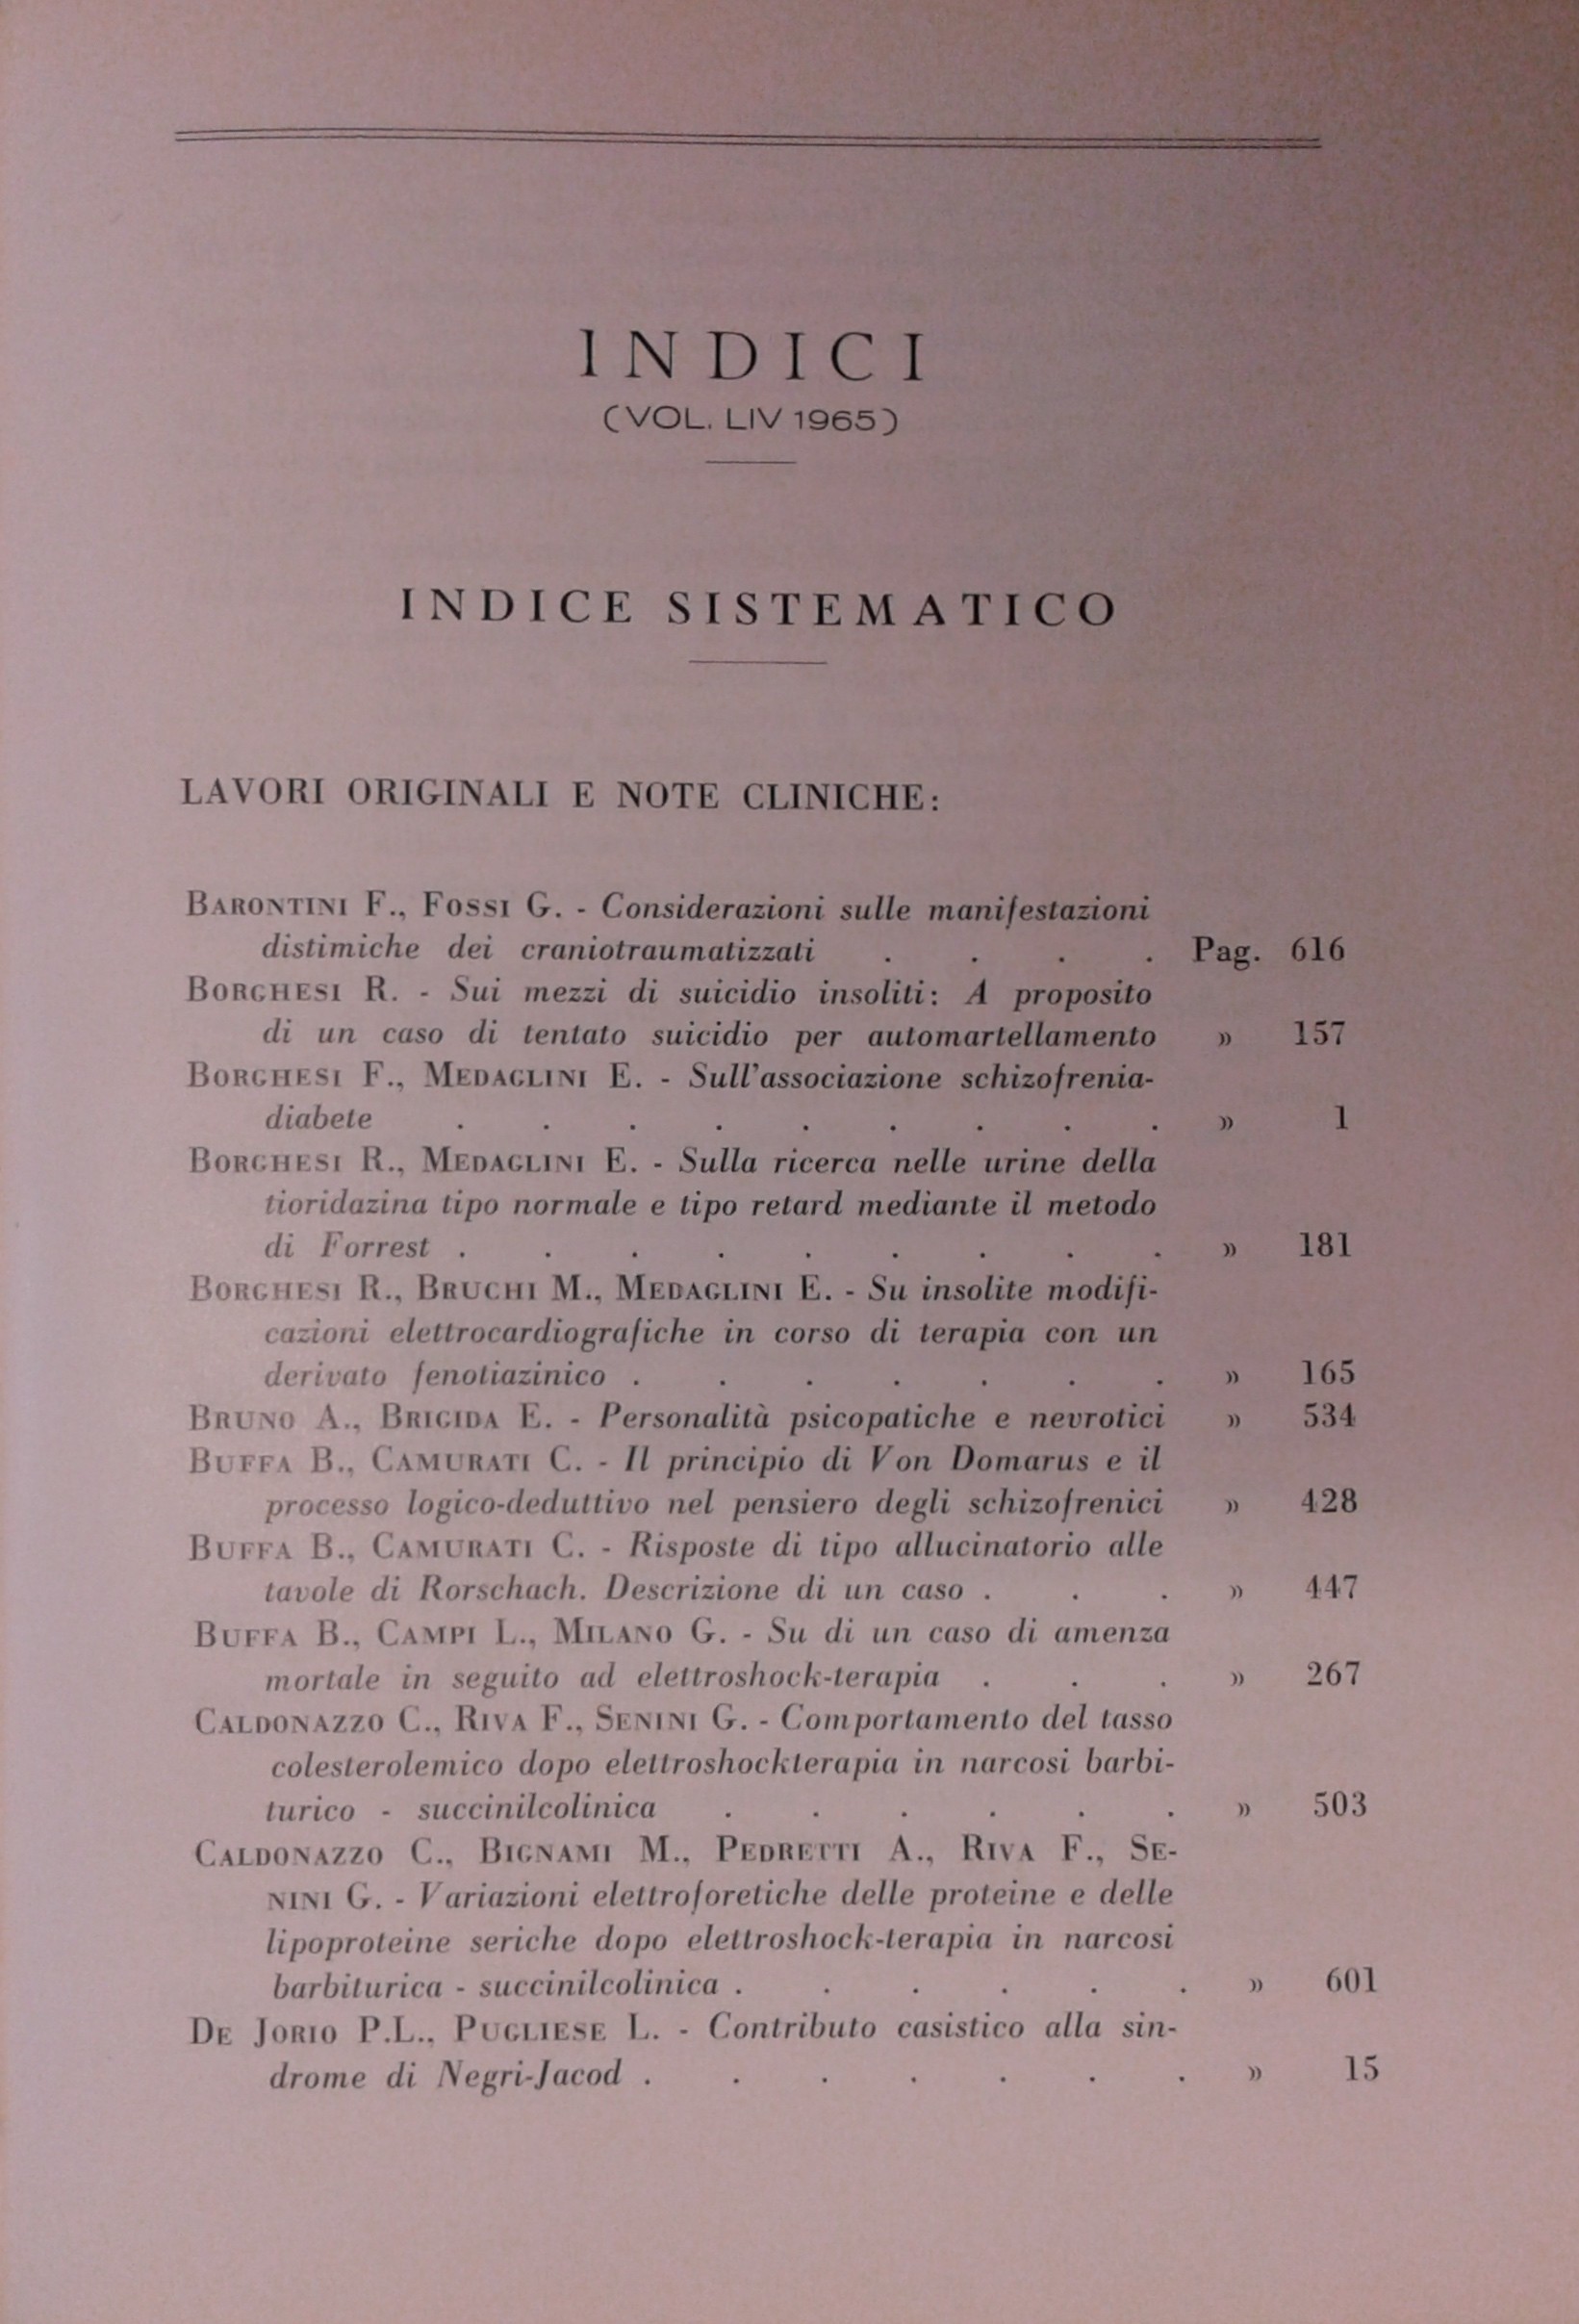 INDICI
(VOL. LIV 1965)
INDICE SISTEMATICO
LAVORI ORIGINALI E NOTE CLINICHE:
BARONTINI F., FOSSI G. - Considerazioni sulle manifestazioni
distimiche dei craniotraumatizzati . . . . Pag. 616
BORGHESI R. - Sui mezzi di suicidio insoliti: A proposito
di un caso di tentato suicidio per automartellamento » 157
BORGHESI F., MEDAGLINI E. - Sull'associazione schizofrenia-
diabete . . . . . . . . . » 1
BORGHESI R., MEDAGLINI E. - Sulla ricerca nelle urine della
tioridazina tipo normale e tipo retard mediante il metodo
di Forrest . . . . . . . . . » 181
BORGHESI R., BRUCHI M., MEDAGLINI E. - Su insolite modifi-
cazioni elettrocardiografiche in corso di terapia con un
derivato fenotiazinico . . . . . . . » 165
BRUNO A., BRIGIDA E. - Personalità psicopatiche e nevrotici » 534
BUFFA B., CAMURATI C. - Il principio di Von Domarus e il
processo logico-deduttivo nel pensiero degli schizofrenici » 428
BUFFA B., CAMURATI C. - Risposte di tipo allucinatorio alle
tavole di Rorschach. Descrizione di un caso . . . » 447
BUFFA B., CAMPI L., MILANO G. - Su di un caso di amenza
mortale in seguito ad elettroshock-terapia . . . » 267
CALDONAZZO C., RIVA F., SENINI G. - Comportamento del tasso
colesterolemico dopo elettroshockterapia in narcosi barbi-
turico - succinilcolinica . . . . . . » 503
CALDONAZZO C., BIGNAMI M., PEDRETTI A., RIVA F., SE-
NINI G. - Variazioni elettroforetiche delle proteine e delle
lipoproteine seriche dopo elettroshock-terapia in narcosi
barbiturica - succinilcolinica . . . . . . » 601
DE JORIO P.L., PUGLIESE L. - Contributo casistico alla sin-
drome di Negri-Jacod . . . . . . . » 15